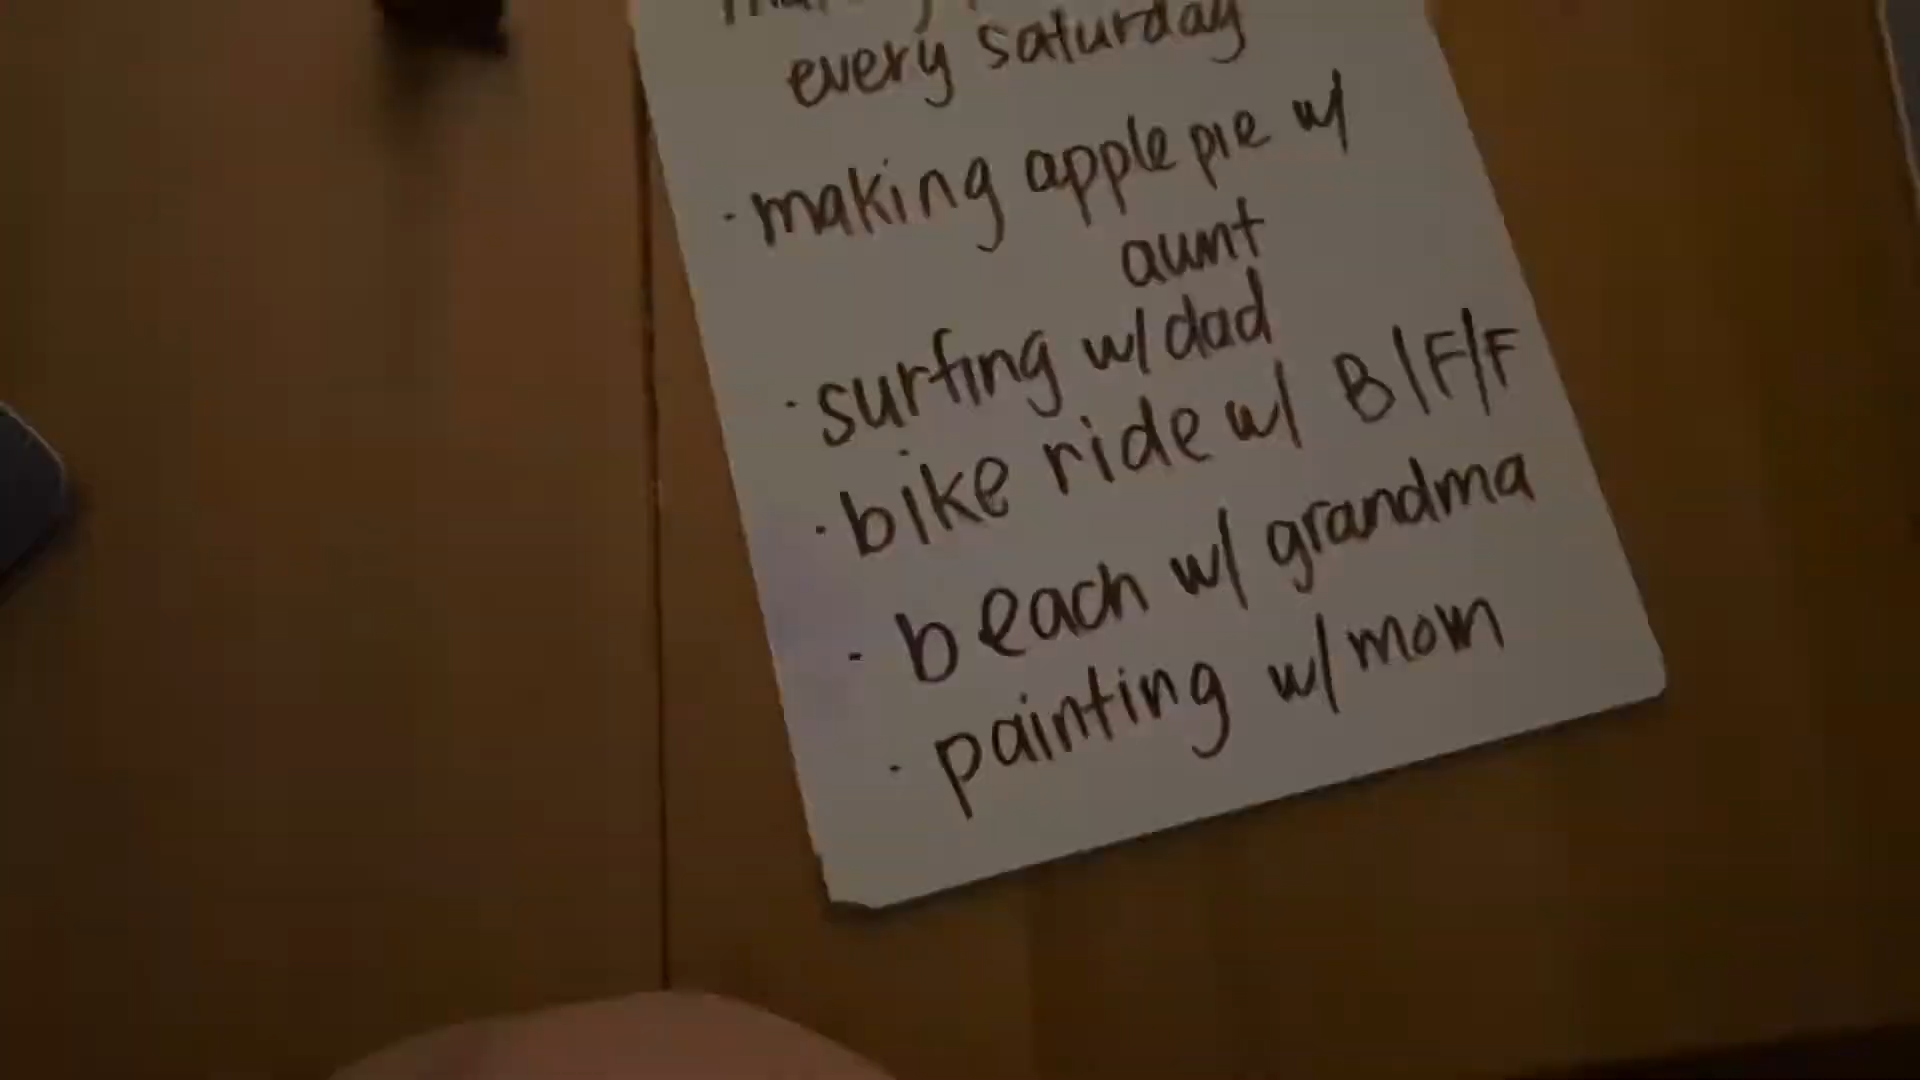 every saturday
· making apple pie w/
aunt
· surfing w/ dad
· bike ride w/ B/F/F
· beach w/ grandma
· painting w/ mom